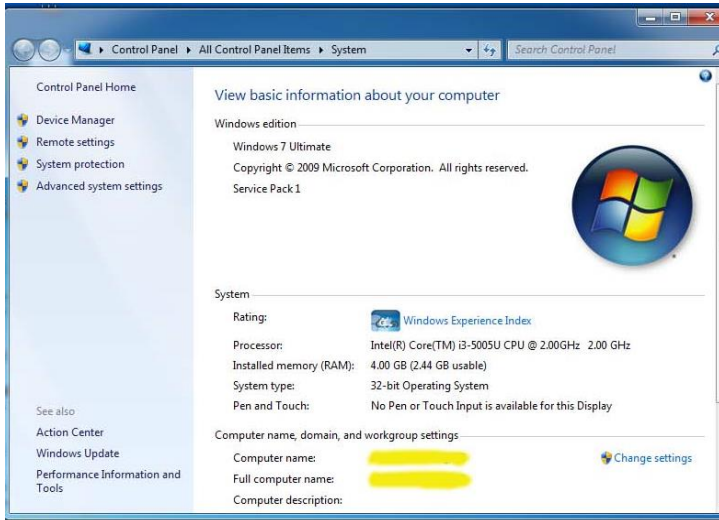 Control Panel ▸ All Control Panel Items ▸ System
Search Control Panel
Control Panel Home
Device Manager
Remote settings
System protection
Advanced system settings
See also
Action Center
Windows Update
Performance Information and
Tools
View basic information about your computer
Windows edition
Windows 7 Ultimate
Copyright © 2009 Microsoft Corporation. All rights reserved.
Service Pack 1
System
Rating: Windows Experience Index
Processor: Intel(R) Core(TM) i3-5005U CPU @ 2.00GHz 2.00 GHz
Installed memory (RAM): 4.00 GB (2.44 GB usable)
System type: 32-bit Operating System
Pen and Touch: No Pen or Touch Input is available for this Display
Computer name, domain, and workgroup settings
Computer name: Change settings
Full computer name:
Computer description: